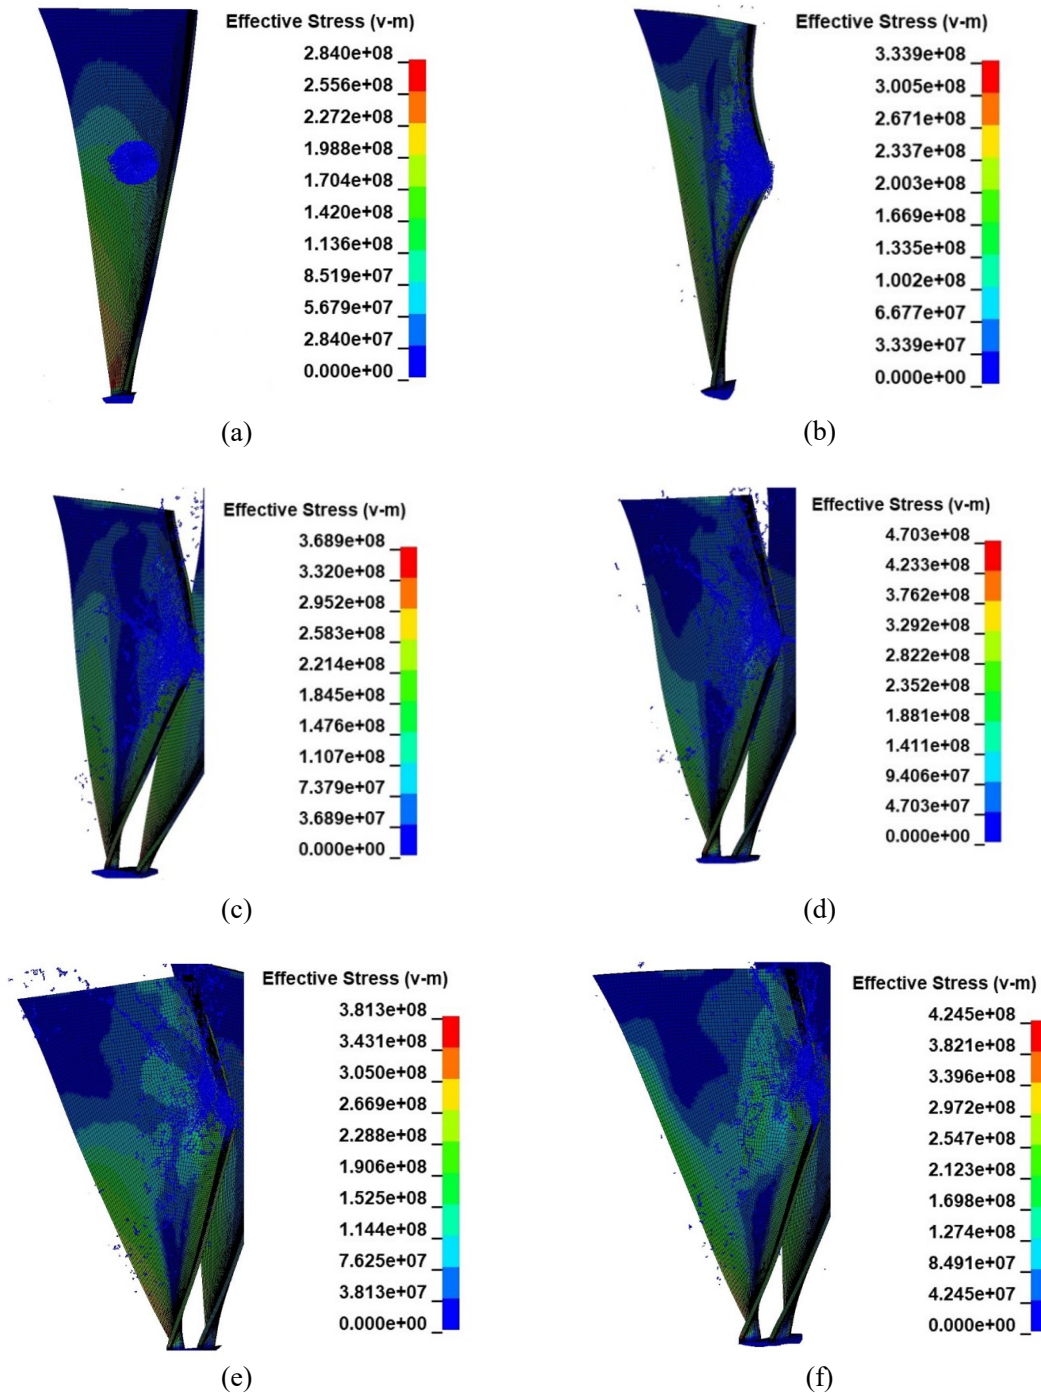 Effective Stress (v-m)
2.840e+08
2.556e+08
2.272e+08
1.988e+08
1.704e+08
1.420e+08
1.136e+08
8.519e+07
5.679e+07
2.840e+07
0.000e+00
(a)
Effective Stress (v-m)
3.339e+08
3.005e+08
2.671e+08
2.337e+08
2.003e+08
1.669e+08
1.335e+08
1.002e+08
6.677e+07
3.339e+07
0.000e+00
(b)
Effective Stress (v-m)
3.689e+08
3.320e+08
2.952e+08
2.583e+08
2.214e+08
1.845e+08
1.476e+08
1.107e+08
7.379e+07
3.689e+07
0.000e+00
(c)
Effective Stress (v-m)
4.703e+08
4.233e+08
3.762e+08
3.292e+08
2.822e+08
2.352e+08
1.881e+08
1.411e+08
9.406e+07
4.703e+07
0.000e+00
(d)
Effective Stress (v-m)
3.813e+08
3.431e+08
3.050e+08
2.669e+08
2.288e+08
1.906e+08
1.525e+08
1.144e+08
7.625e+07
3.813e+07
0.000e+00
(e)
Effective Stress (v-m)
4.245e+08
3.821e+08
3.396e+08
2.972e+08
2.547e+08
2.123e+08
1.698e+08
1.274e+08
8.491e+07
4.245e+07
0.000e+00
(f)